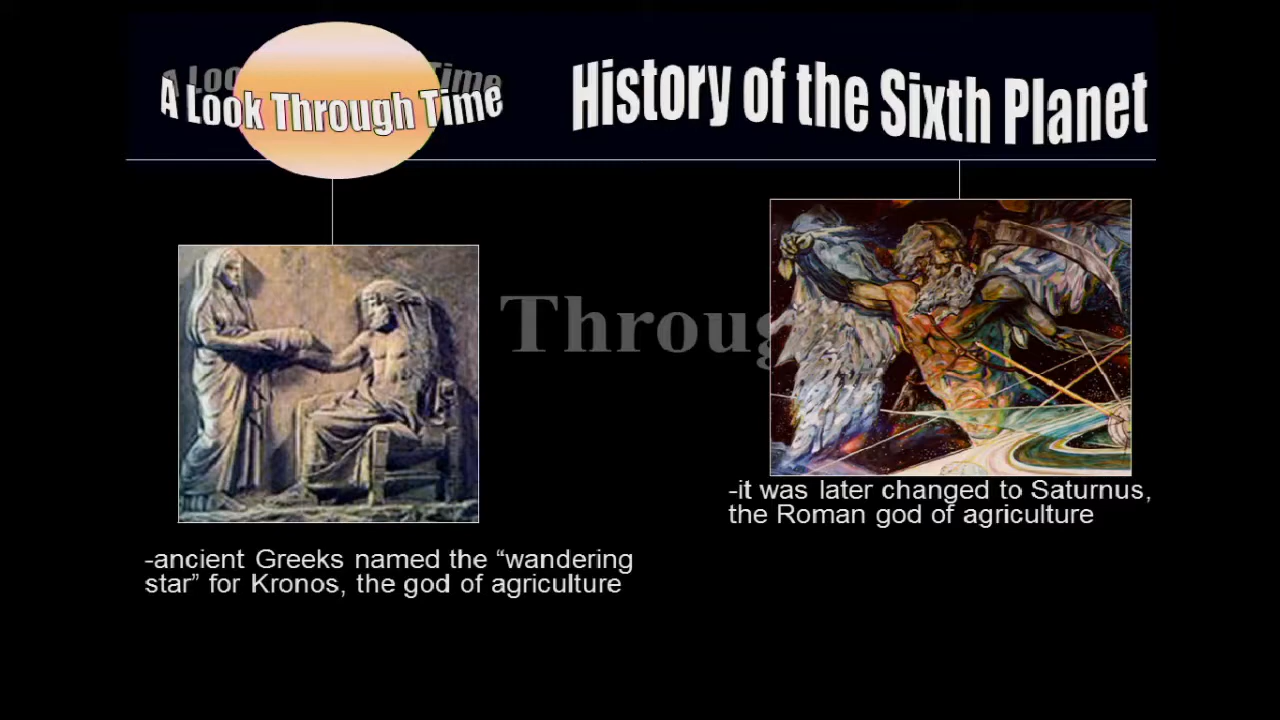 A Look Through Time
History of the Sixth Planet
Throug
-it was later changed to Saturnus,
the Roman god of agriculture
-ancient Greeks named the “wandering
star” for Kronos, the god of agriculture